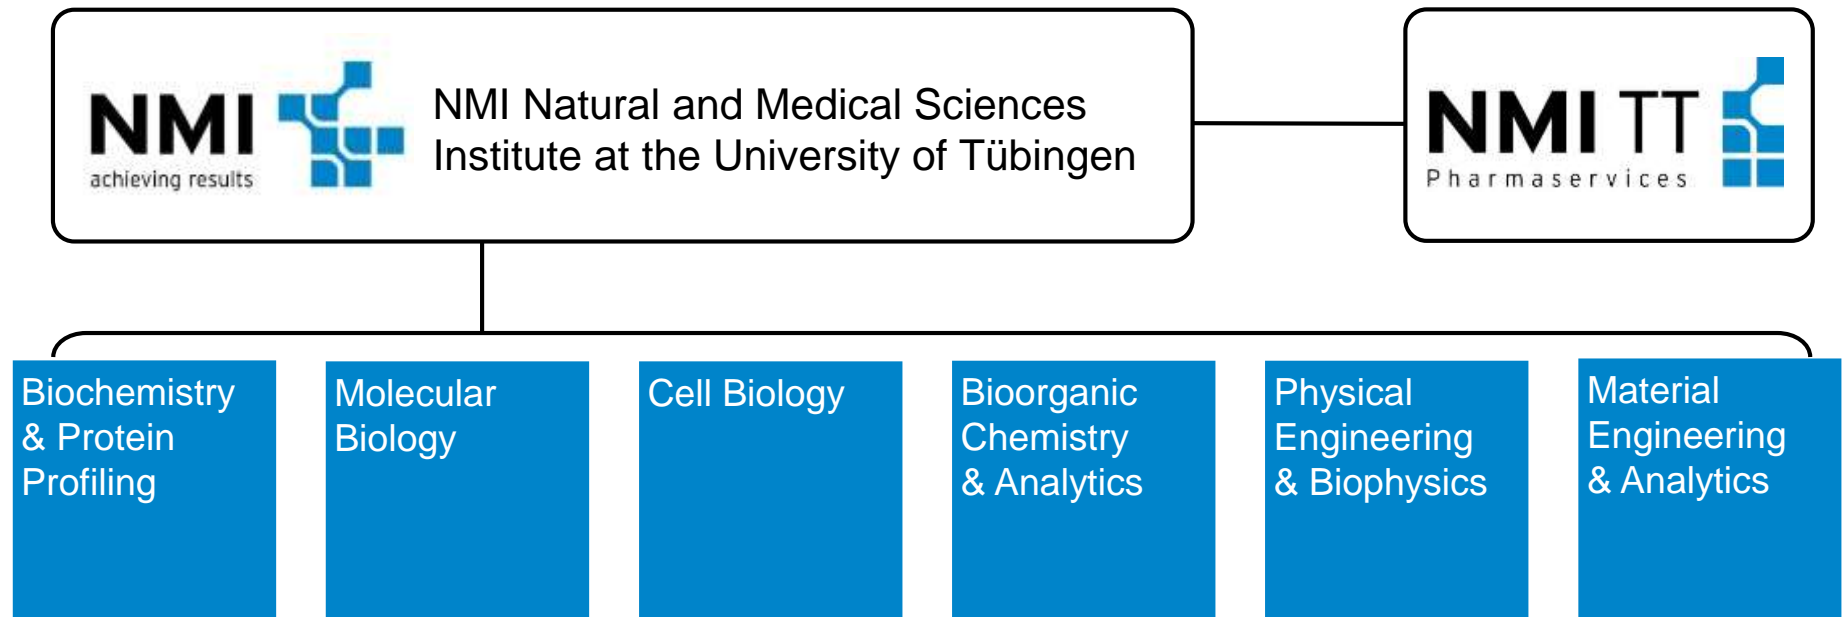 NMI
achieving results
NMI Natural and Medical Sciences
Institute at the University of Tübingen
NMI TT
Pharmaservices
Biochemistry
& Protein
Profiling
Molecular
Biology
Cell Biology
Bioorganic
Chemistry
& Analytics
Physical
Engineering
& Biophysics
Material
Engineering
& Analytics